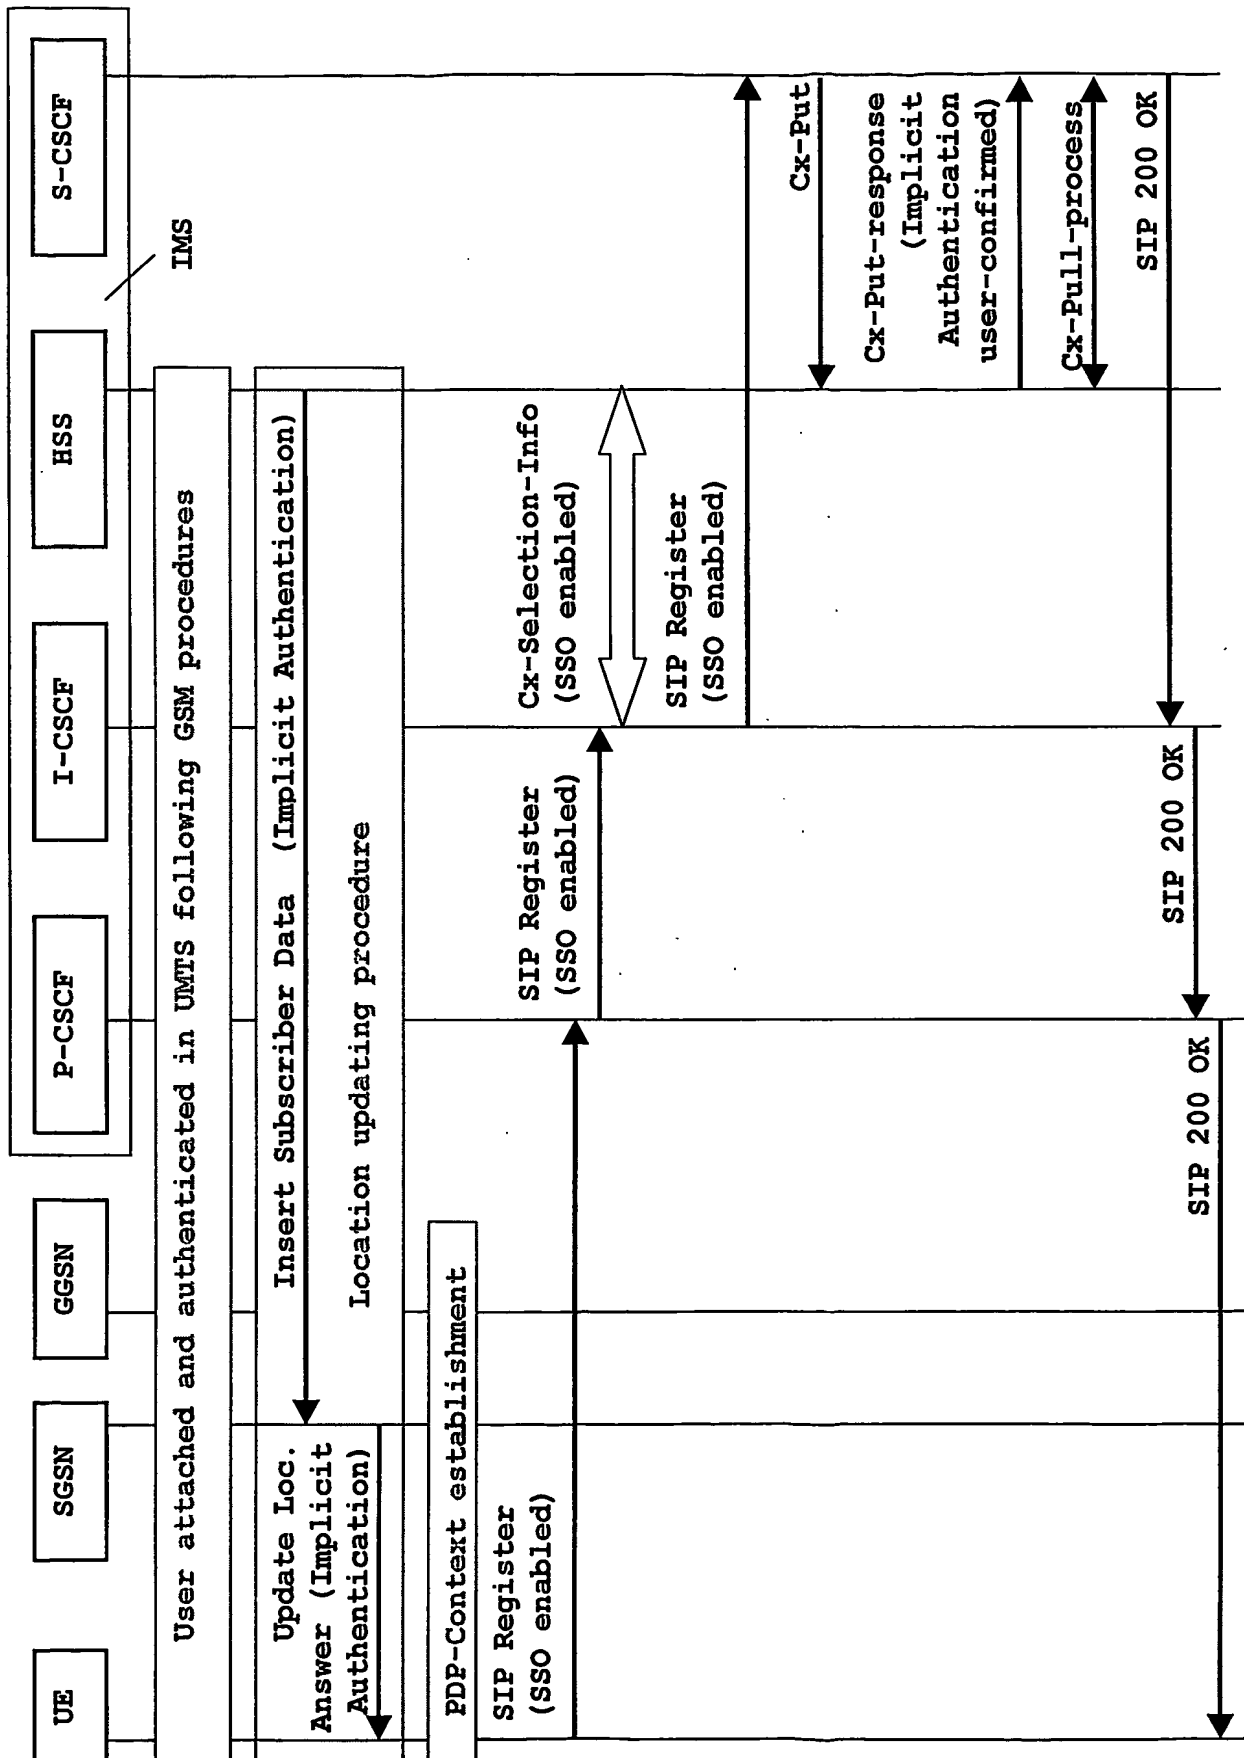 UE
SGSN
GGSN
P-CSCF
I-CSCF
HSS
S-CSCF
IMS
User attached and authenticated in UMTS following GSM procedures
Insert Subscriber Data (Implicit Authentication)
Update Loc.
Answer (Implicit
Authentication)
Location updating procedure
PDP-Context establishment
SIP Register
(SSO enabled)
SIP Register
(SSO enabled)
Cx-Selection-Info
(SSO enabled)
SIP Register
(SSO enabled)
Cx-Put
Cx-Put-response
(Implicit
Authentication
user-confirmed)
Cx-Pull-process
SIP 200 OK
SIP 200 OK
SIP 200 OK